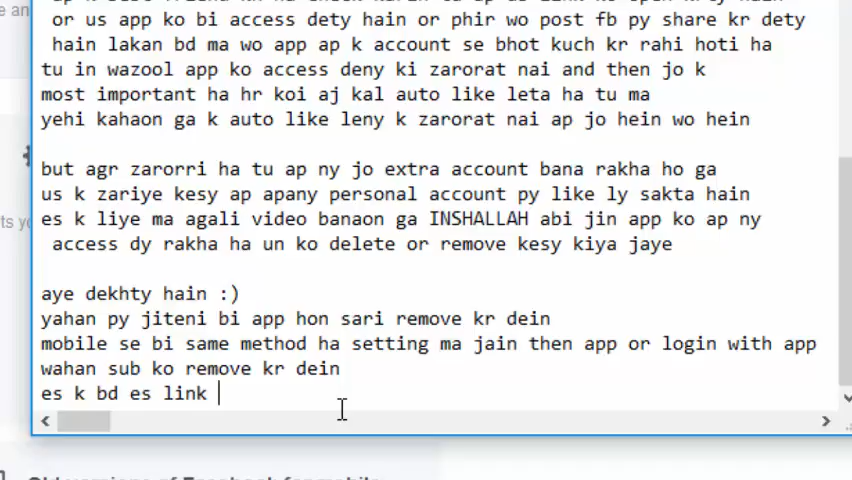 or us app ko bi access dety hain or phir wo post fb py share kr dety
hain lakan bd ma wo app ap k account se bhot kuch kr rahi hoti ha
tu in wazool app ko access deny ki zarorat nai and then jo k
most important ha hr koi aj kal auto like leta ha tu ma
yehi kahaon ga k auto like leny k zarorat nai ap jo hein wo hein
but agr zarorri ha tu ap ny jo extra account bana rakha ho ga
us k zariye kesy ap apany personal account py like ly sakta hain
es k liye ma agali video banaon ga INSHALLAH abi jin app ko ap ny
access dy rakha ha un ko delete or remove kesy kiya jaye
aye dekhty hain :)
yahan py jiteni bi app hon sari remove kr dein
mobile se bi same method ha setting ma jain then app or login with app
wahan sub ko remove kr dein
es k bd es link